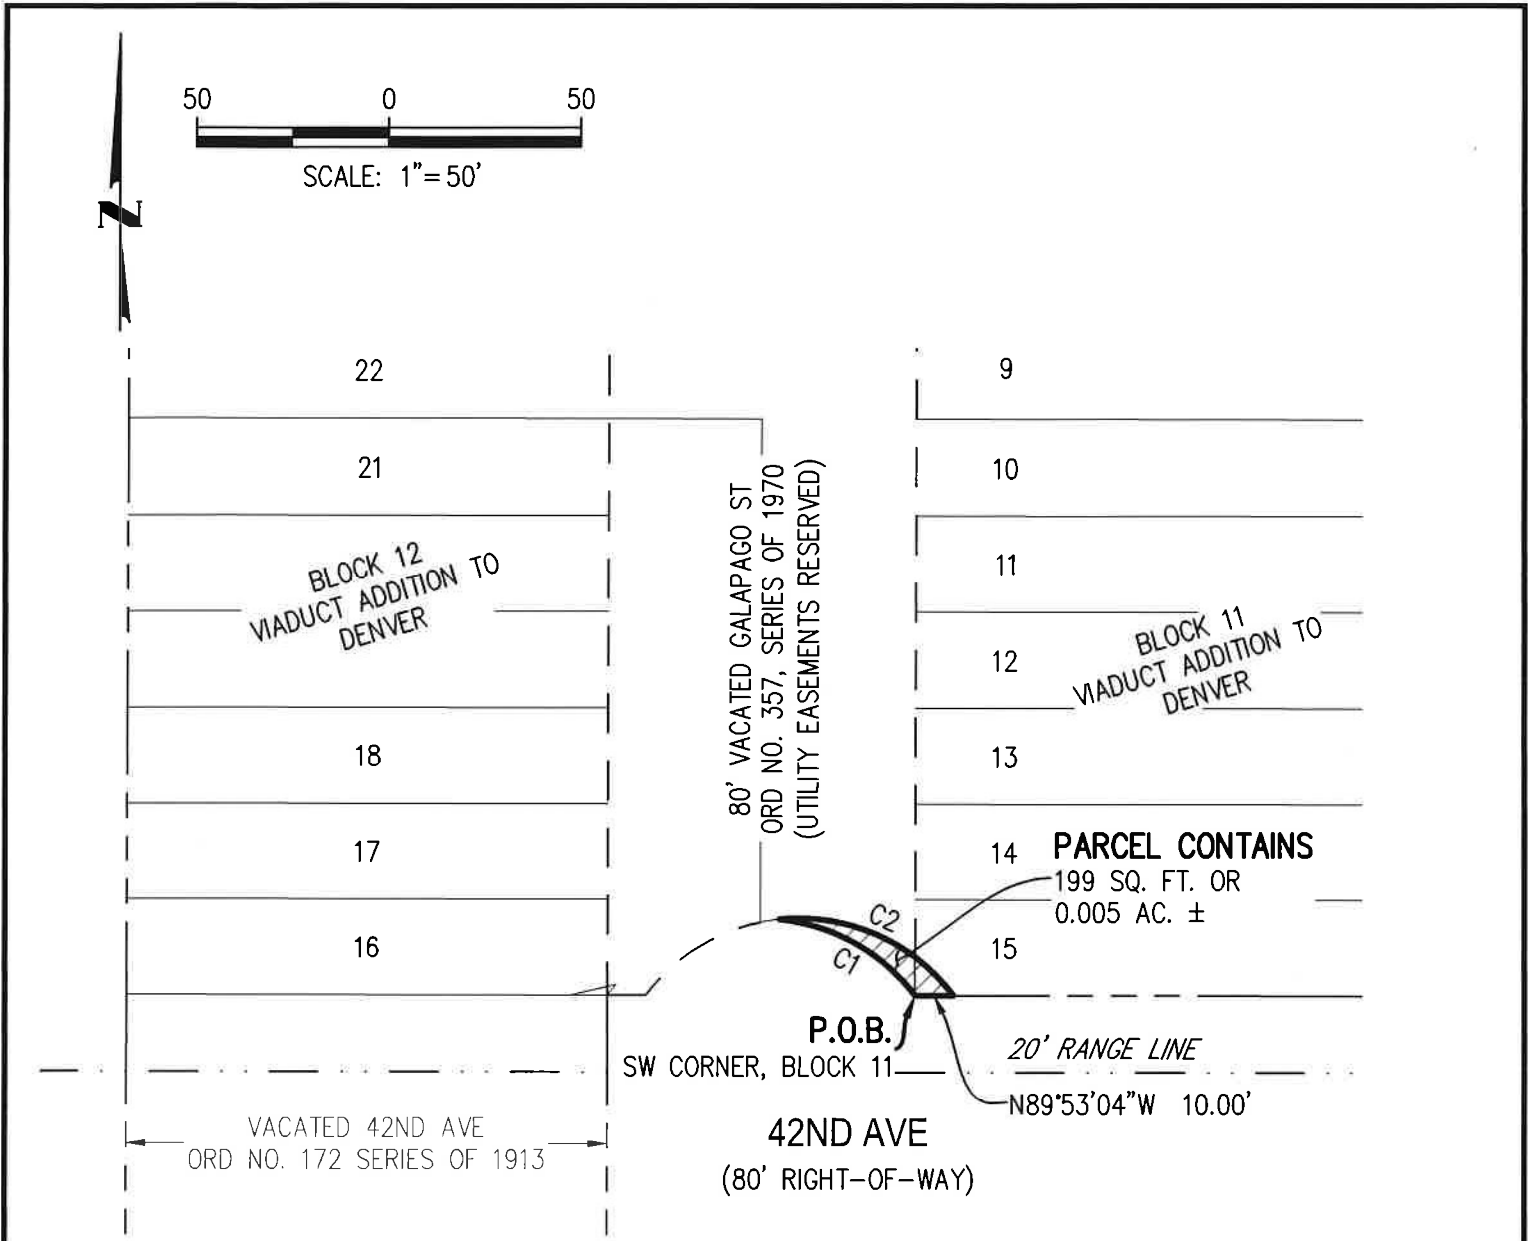 50 0 50
SCALE: 1"=50'
N
22
9
21
10
80' VACATED GALAPAGO ST
ORD NO. 357, SERIES OF 1970
(UTILITY EASEMENTS RESERVED)
BLOCK 12
VIADUCT ADDITION TO
DENVER
11
BLOCK 11
VIADUCT ADDITION TO
DENVER
12
18
13
17
14
PARCEL CONTAINS
199 SQ. FT. OR
0.005 AC. ±
16
C2
C1
15
P.O.B.
SW CORNER, BLOCK 11
20' RANGE LINE
N89°53'04"W 10.00'
VACATED 42ND AVE
ORD NO. 172 SERIES OF 1913
42ND AVE
(80' RIGHT-OF-WAY)